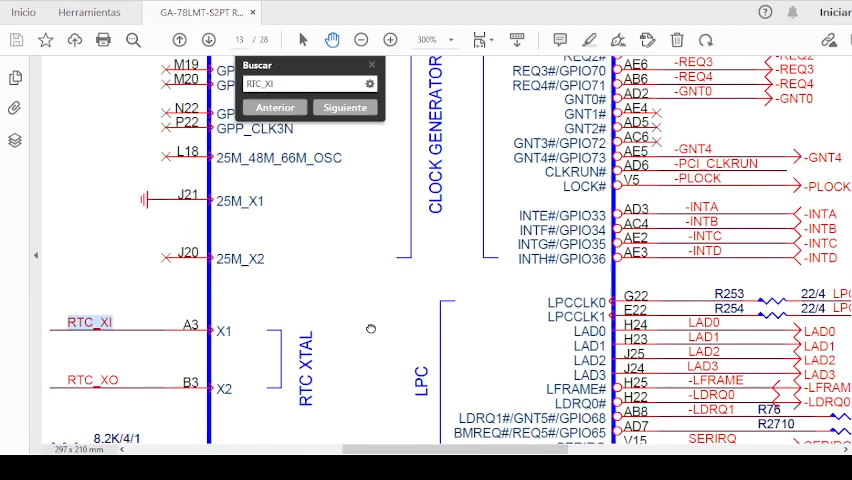 Inicio
Herramientas
GA-78LMT-S2PT R... ×
Iniciar
13 / 28
300%
Buscar
RTC_XI
Anterior
Siguiente
M19
M20
N22
P22
GPP_CLK3N
L18
25M_48M_66M_OSC
J21
25M_X1
J20
25M_X2
RTC_XI
A3
X1
RTC_XO
B3
X2
RTC XTAL
8.2K/4/1
CLOCK GENERATOR
LPC
REQ2#
REQ3#/GPIO70
AE6
-REQ3
REQ4#/GPIO71
AB6
-REQ4
GNT0#
AD2
-GNT0
GNT1#
AE4
GNT2#
AD5
GNT3#/GPIO72
AC6
GNT4#/GPIO73
AE5
-GNT4
-GNT4
CLKRUN#
AD6
-PCI_CLKRUN
LOCK#
V5
-PLOCK
-PLOCK
INTE#/GPIO33
AD3
-INTA
-INTA
INTF#/GPIO34
AC4
-INTB
-INTB
INTG#/GPIO35
AE2
-INTC
-INTC
INTH#/GPIO36
AE3
-INTD
-INTD
LPCCLK0
G22
R253
22/4
LPCCLK1
E22
R254
22/4
LAD0
H24
LAD0
LAD0
LAD1
H23
LAD1
LAD1
LAD2
J25
LAD2
LAD2
LAD3
J24
LAD3
LAD3
LFRAME#
H25
-LFRAME
-LFRAM
LDRQ0#
H22
-LDRQ0
-LDRQ0
LDRQ1#/GNT5#/GPIO68
AB8
-LDRQ1
R76
BMREQ#/REQ5#/GPIO65
AD7
R2710
V15
SERIRQ
297 x 210 mm